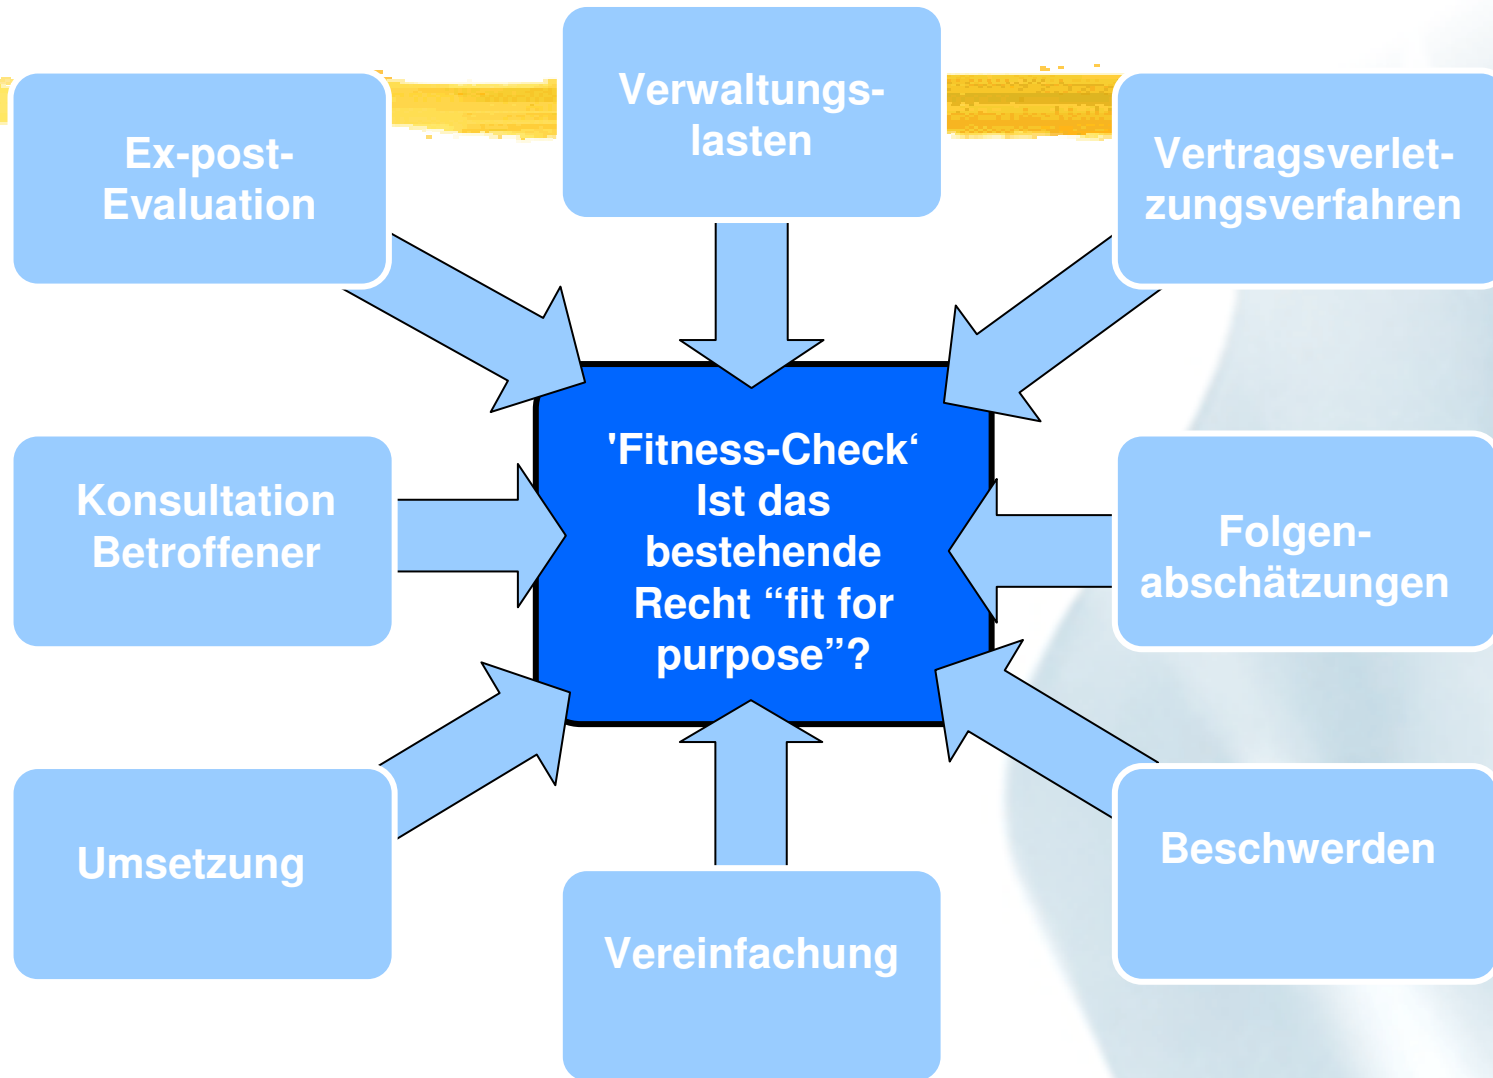 Verwaltungs-
lasten
Ex-post-
Evaluation
Vertragsverlet-
zungsverfahren
'Fitness-Check‘
Ist das
bestehende
Recht “fit for
purpose”?
Konsultation
Betroffener
Folgen-
abschätzungen
Umsetzung
Beschwerden
Vereinfachung